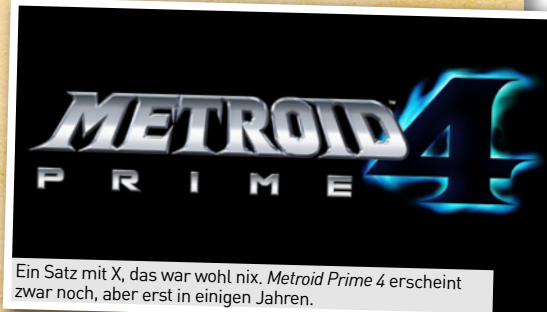 METROID™
PRIME 4
Ein Satz mit X, das war wohl nix. Metroid Prime 4 erscheint
zwar noch, aber erst in einigen Jahren.